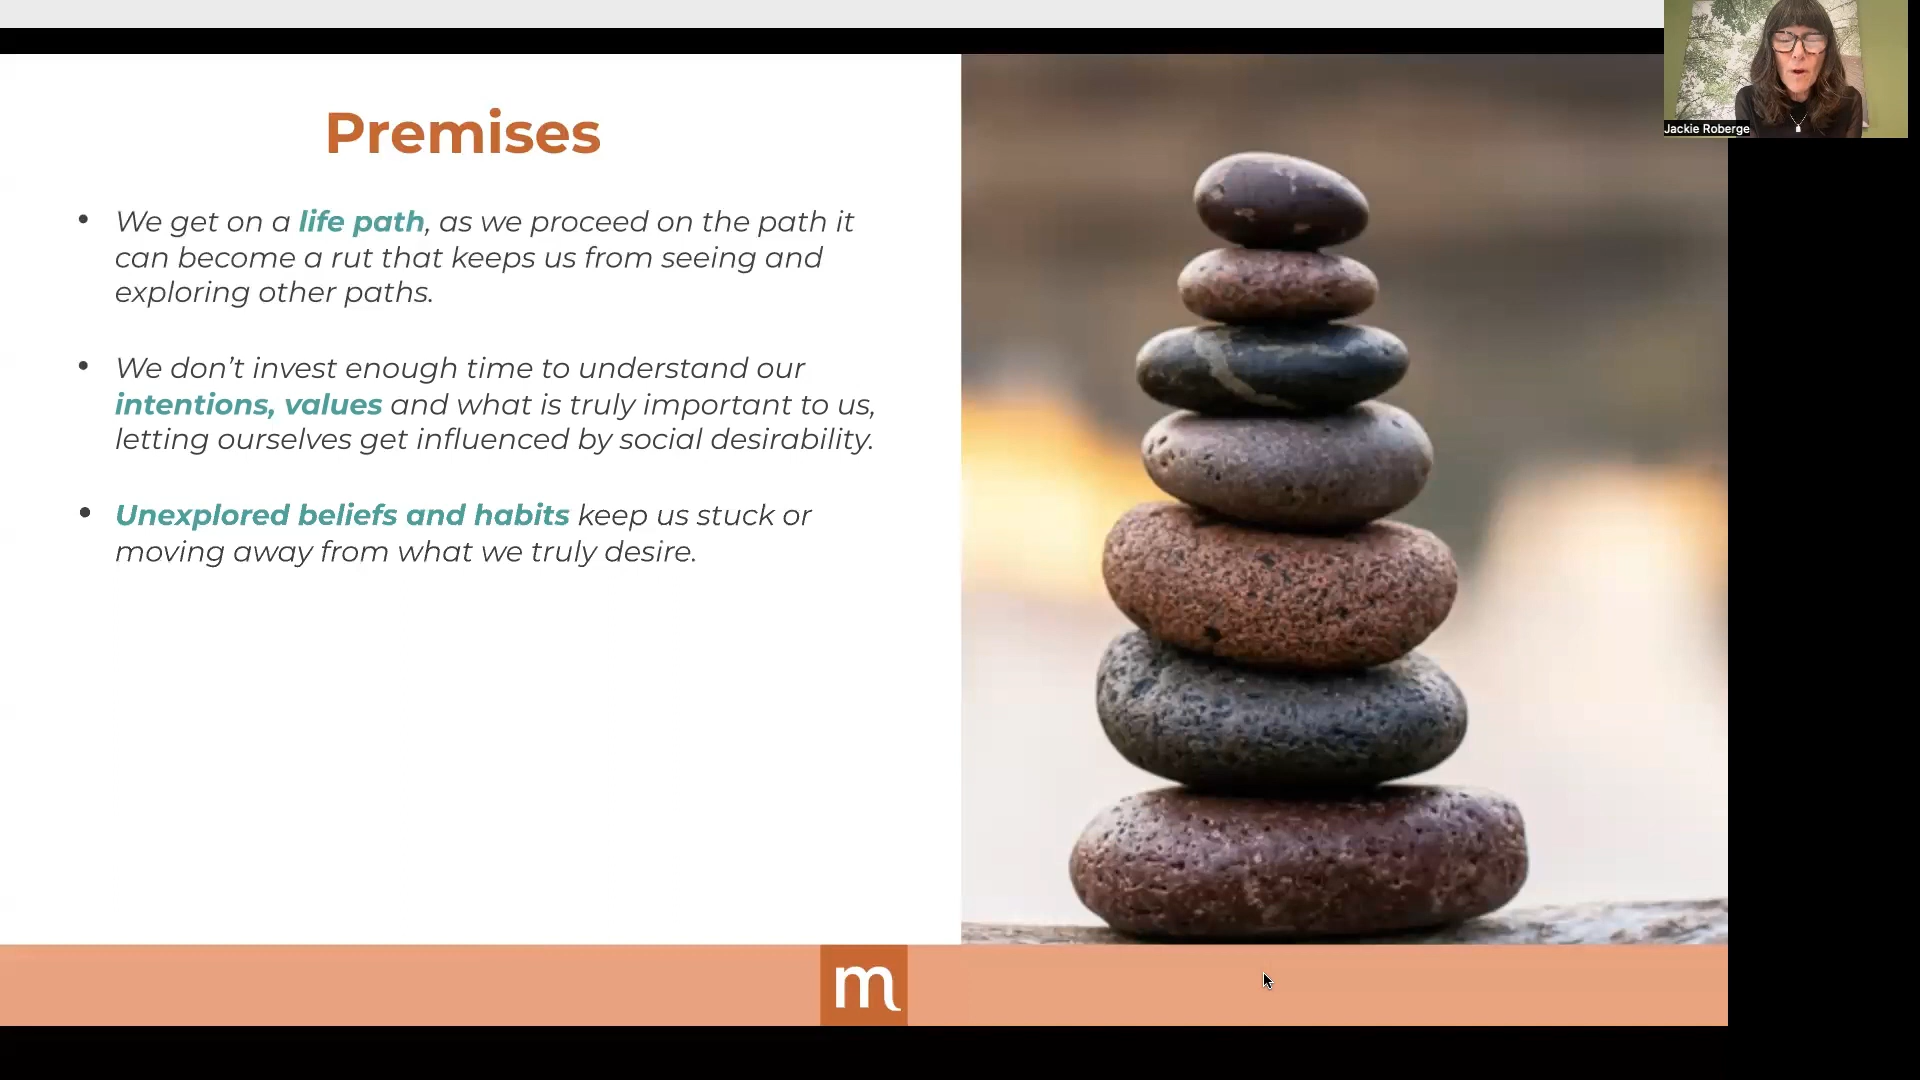 Premises
• We get on a life path, as we proceed on the path it
can become a rut that keeps us from seeing and
exploring other paths.
• We don’t invest enough time to understand our
intentions, values and what is truly important to us,
letting ourselves get influenced by social desirability.
• Unexplored beliefs and habits keep us stuck or
moving away from what we truly desire.
m
Jackie Roberge